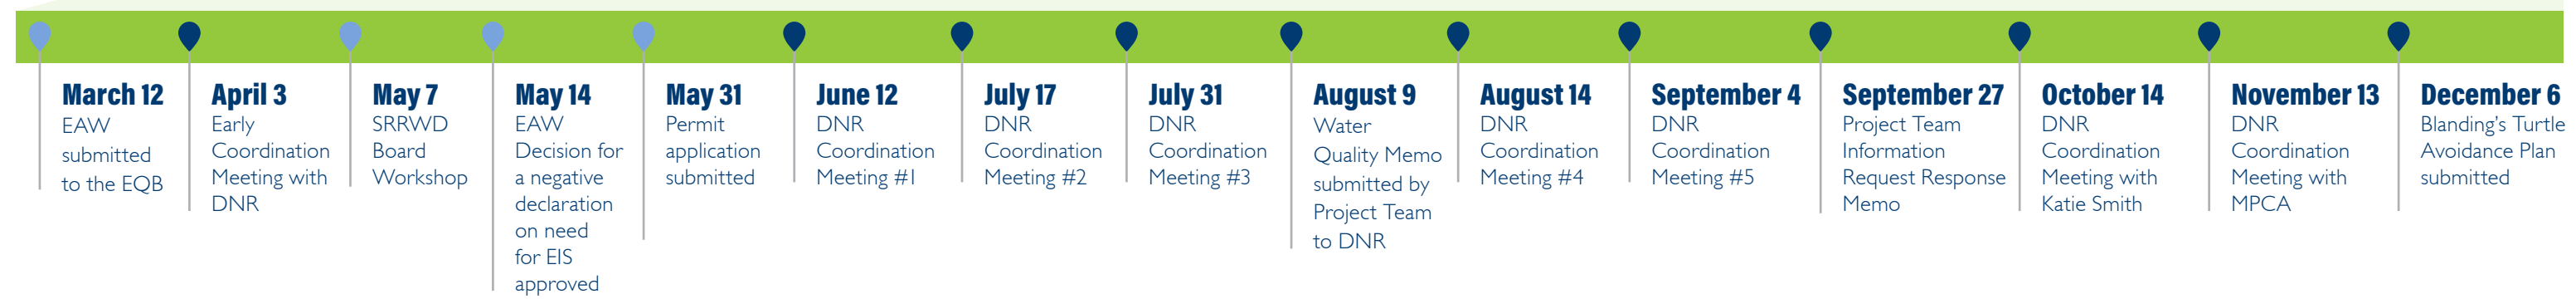 March 12
EAW
submitted
to the EQB
April 3
Early
Coordination
Meeting with
DNR
May 7
SRRWD
Board
Workshop
May 14
EAW
Decision for
a negative
declaration
on need
for EIS
approved
May 31
Permit
application
submitted
June 12
DNR
Coordination
Meeting #1
July 17
DNR
Coordination
Meeting #2
July 31
DNR
Coordination
Meeting #3
August 9
Water
Quality Memo
submitted by
Project Team
to DNR
August 14
DNR
Coordination
Meeting #4
September 4
DNR
Coordination
Meeting #5
September 27
Project Team
Information
Request Response
Memo
October 14
DNR
Coordination
Meeting with
Katie Smith
November 13
DNR
Coordination
Meeting with
MPCA
December 6
Blanding's Turtle
Avoidance Plan
submitted